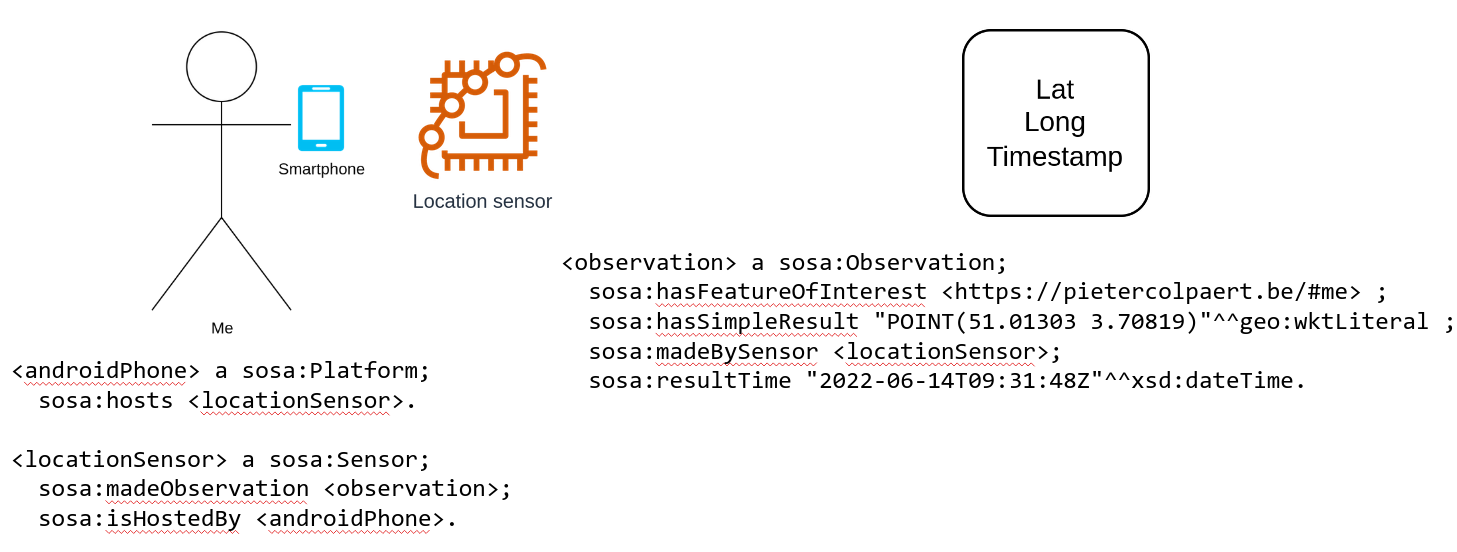 Smartphone
Location sensor
Me
Lat
Long
Timestamp
<androidPhone> a sosa:Platform;
  sosa:hosts <locationSensor>.
<locationSensor> a sosa:Sensor;
  sosa:madeObservation <observation>;
  sosa:isHostedBy <androidPhone>.
<observation> a sosa:Observation;
  sosa:hasFeatureOfInterest <https://pietercolpaert.be/#me> ;
  sosa:hasSimpleResult "POINT(51.01303 3.70819)"^^geo:wktLiteral ;
  sosa:madeBySensor <locationSensor>;
  sosa:resultTime "2022-06-14T09:31:48Z"^^xsd:dateTime.